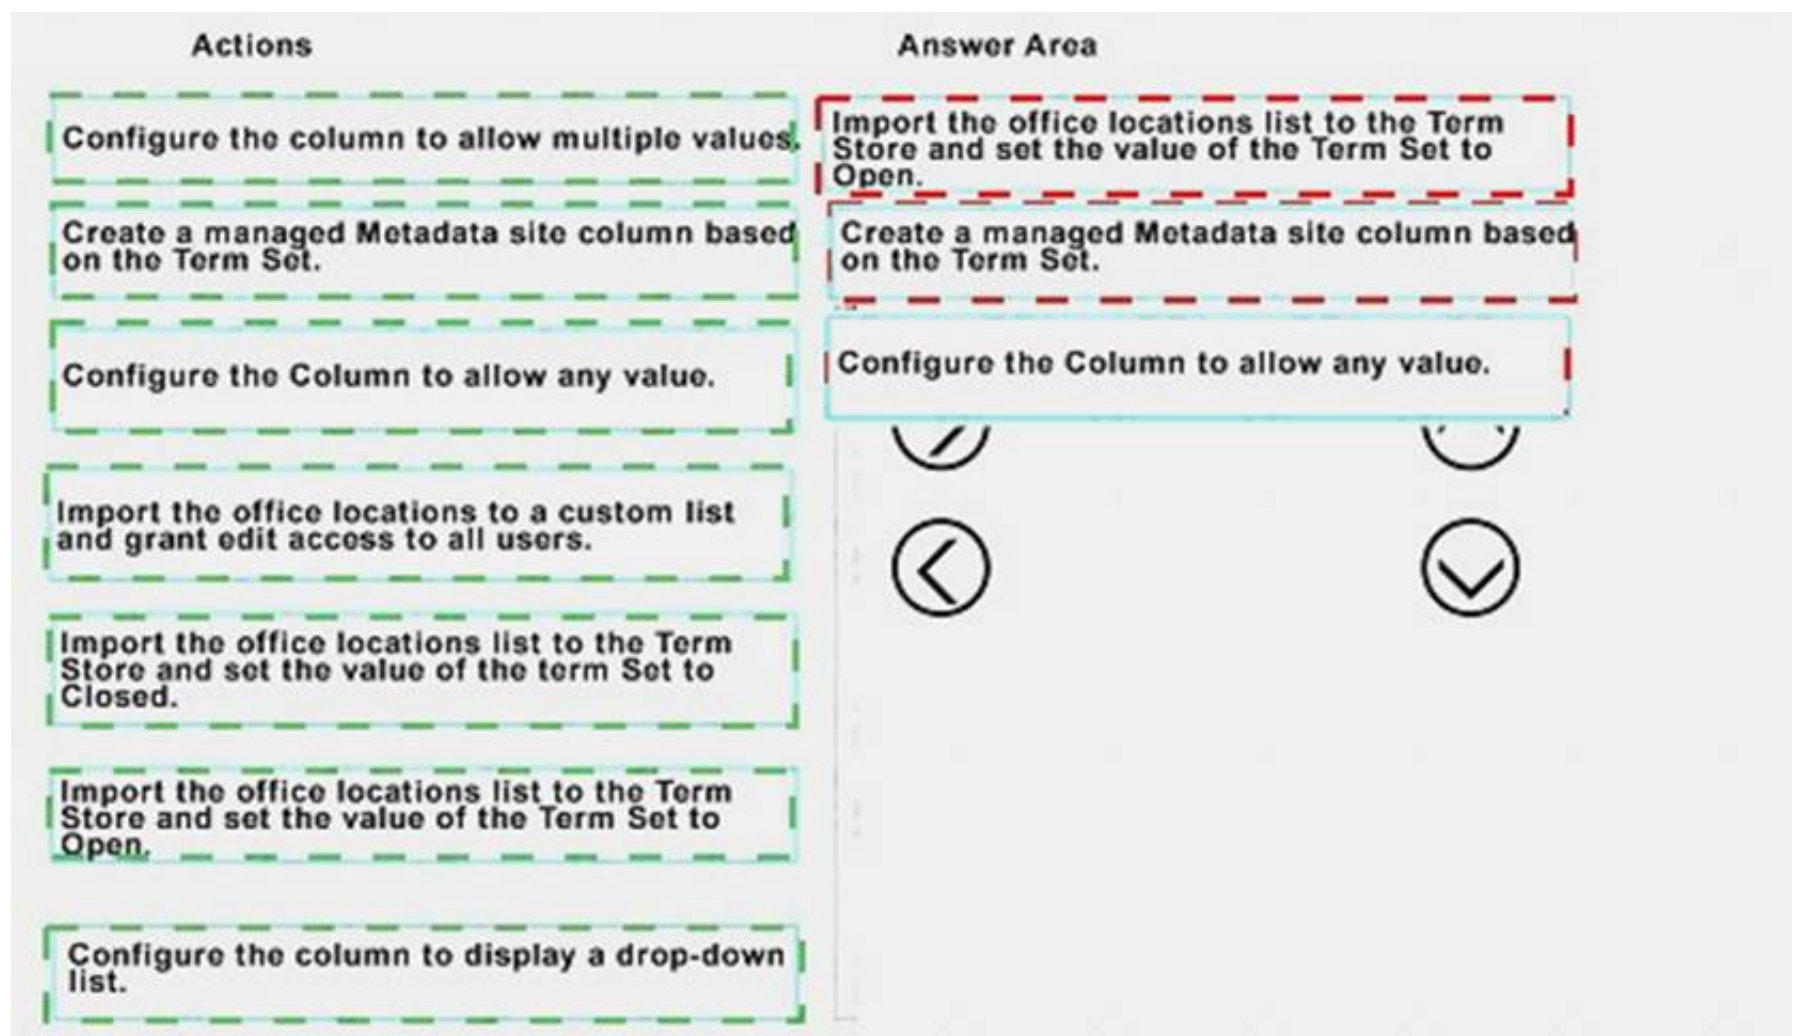 Actions
Configure the column to allow multiple values.
Create a managed Metadata site column based
on the Term Set.
Configure the Column to allow any value.
Import the office locations to a custom list
and grant edit access to all users.
Import the office locations list to the Term
Store and set the value of the term Set to
Closed.
Import the office locations list to the Term
Store and set the value of the Term Set to
Open.
Configure the column to display a drop-down
list.
Answer Area
Import the office locations list to the Term
Store and set the value of the Term Set to
Open.
Create a managed Metadata site column based
on the Term Set.
Configure the Column to allow any value.